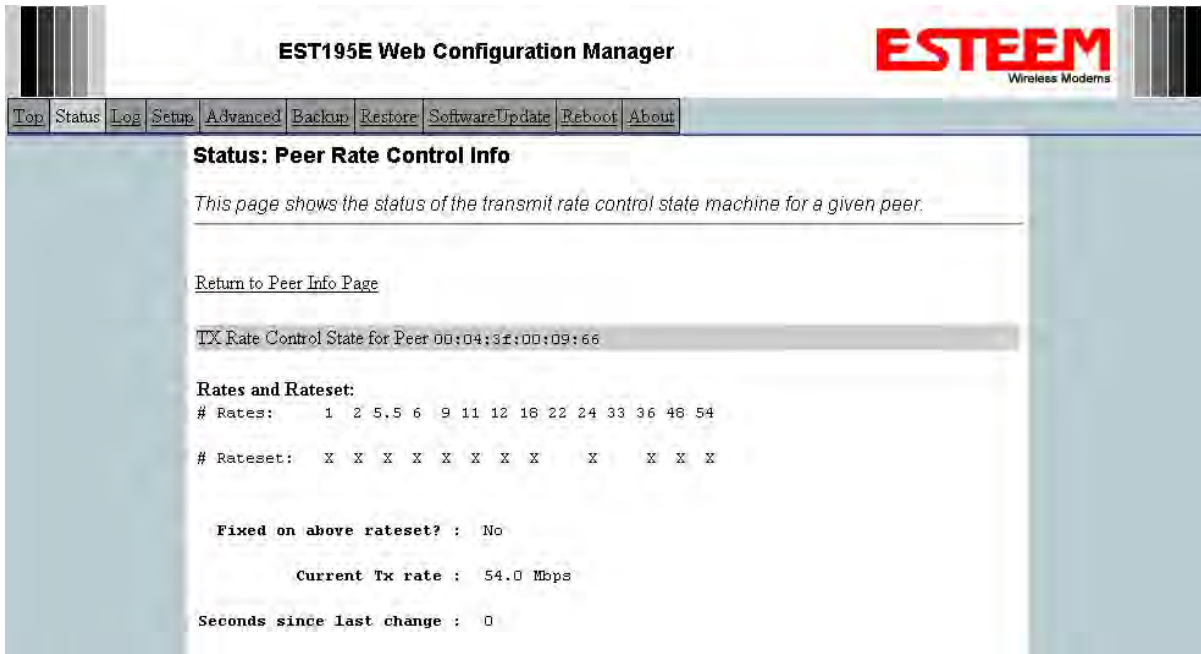 EST195E Web Configuration Manager
ESTEEM
Wireless Modems
Top Status Log Setup Advanced Backup Restore SoftwareUpdate Reboot About
Status: Peer Rate Control Info
This page shows the status of the transmit rate control state machine for a given peer.
Return to Peer Info Page
TX Rate Control State for Peer 00:04:3f:00:09:66
Rates and Rateset:
# Rates: 1 2 5.5 6 9 11 12 18 22 24 33 36 48 54
# Rateset: X X X X X X X X X X X X
Fixed on above rateset? : No
Current Tx rate : 54.0 Mbps
Seconds since last change : 0